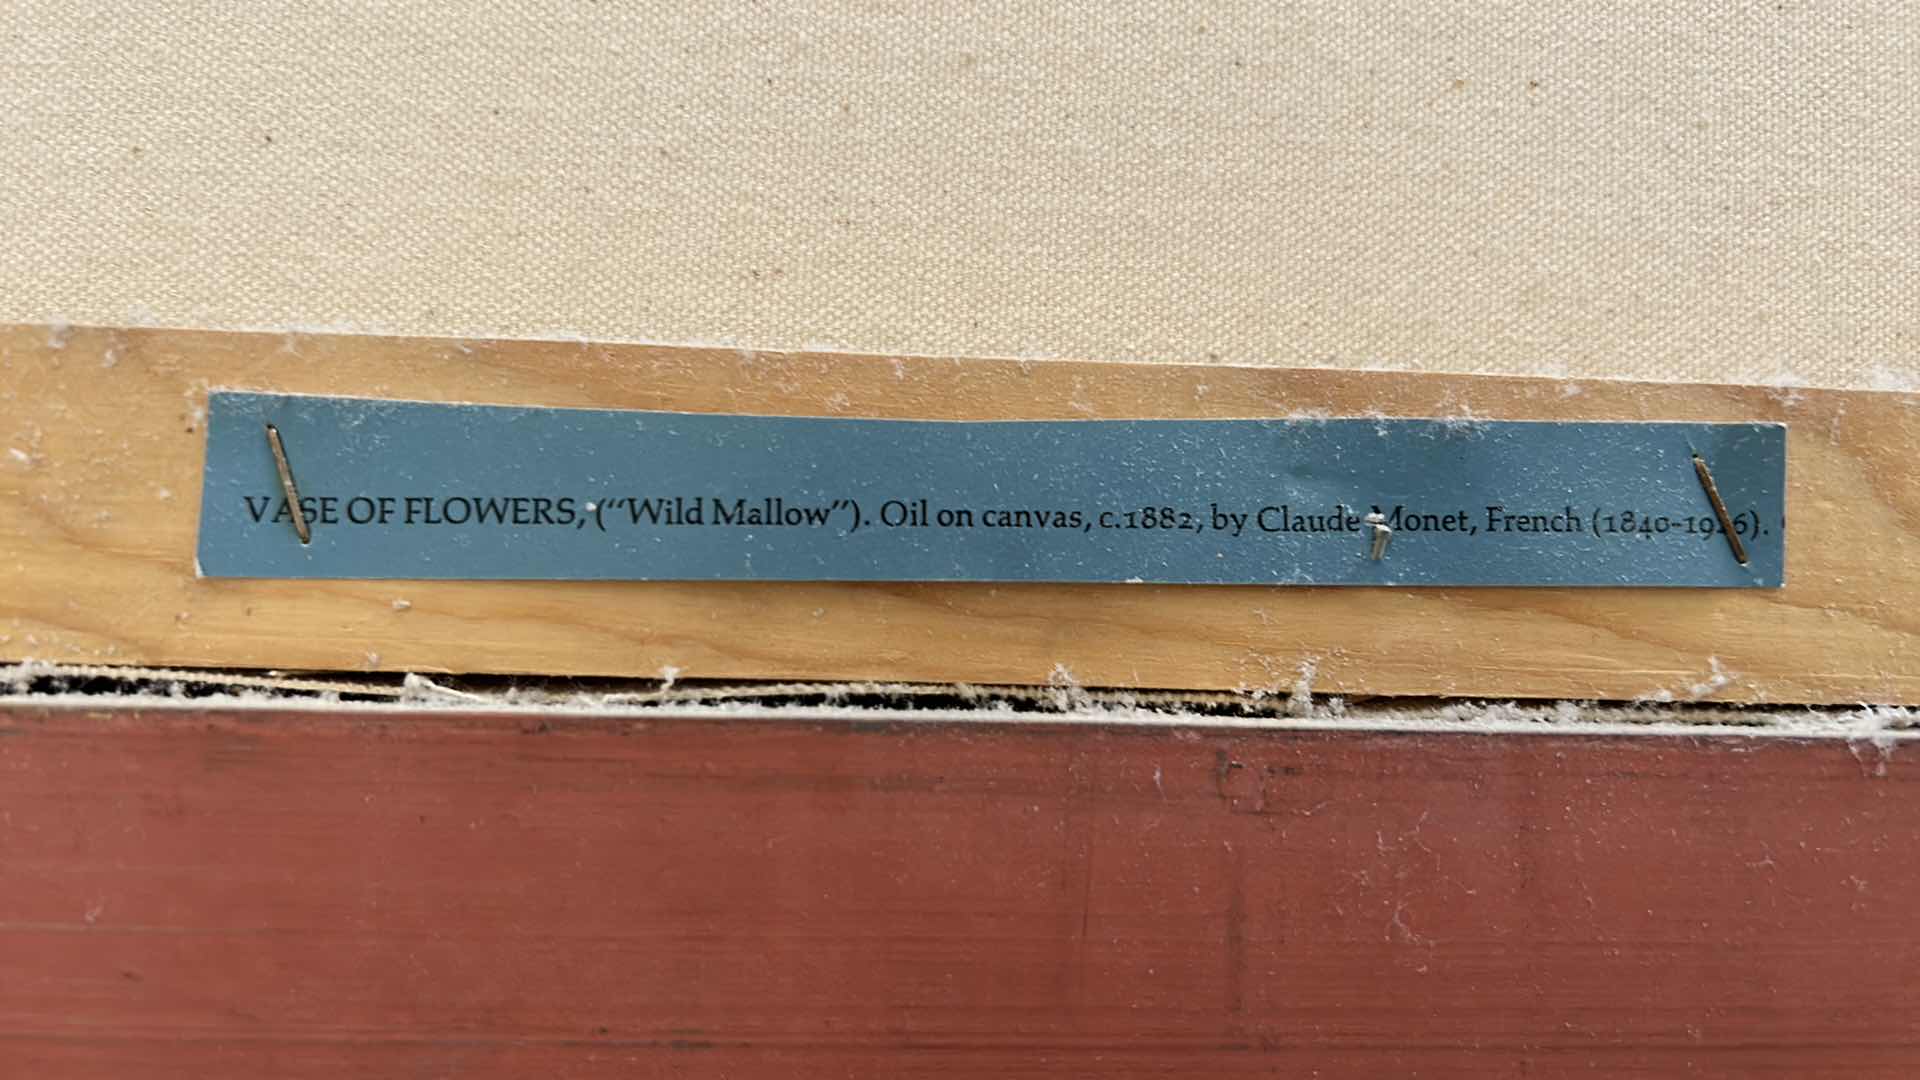 VASE OF FLOWERS, ("Wild Mallow"). Oil on canvas, c.1882, by Claude Monet, French (1840-1926).